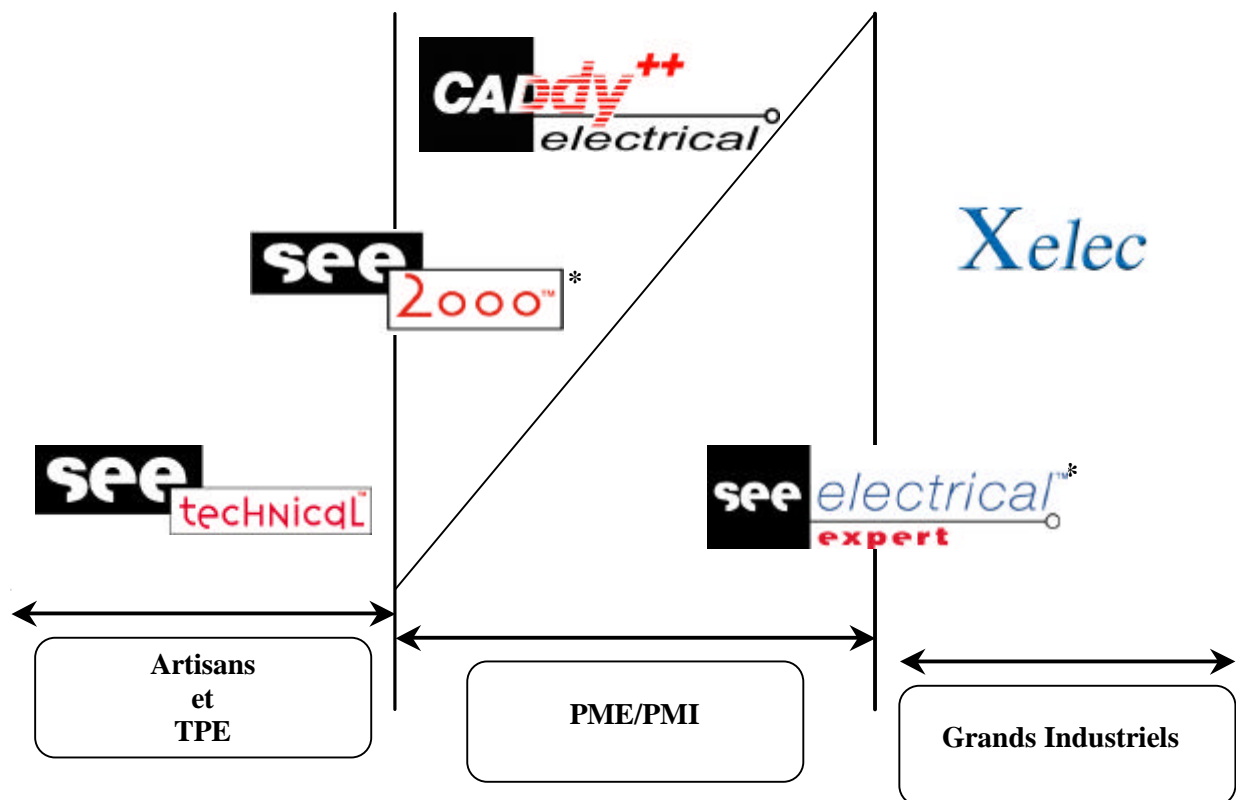 CADdy++
electrical
see
2000™ *
Xelec
see
technical™
see electrical™*
expert
Artisans
et
TPE
PME/PMI
Grands Industriels